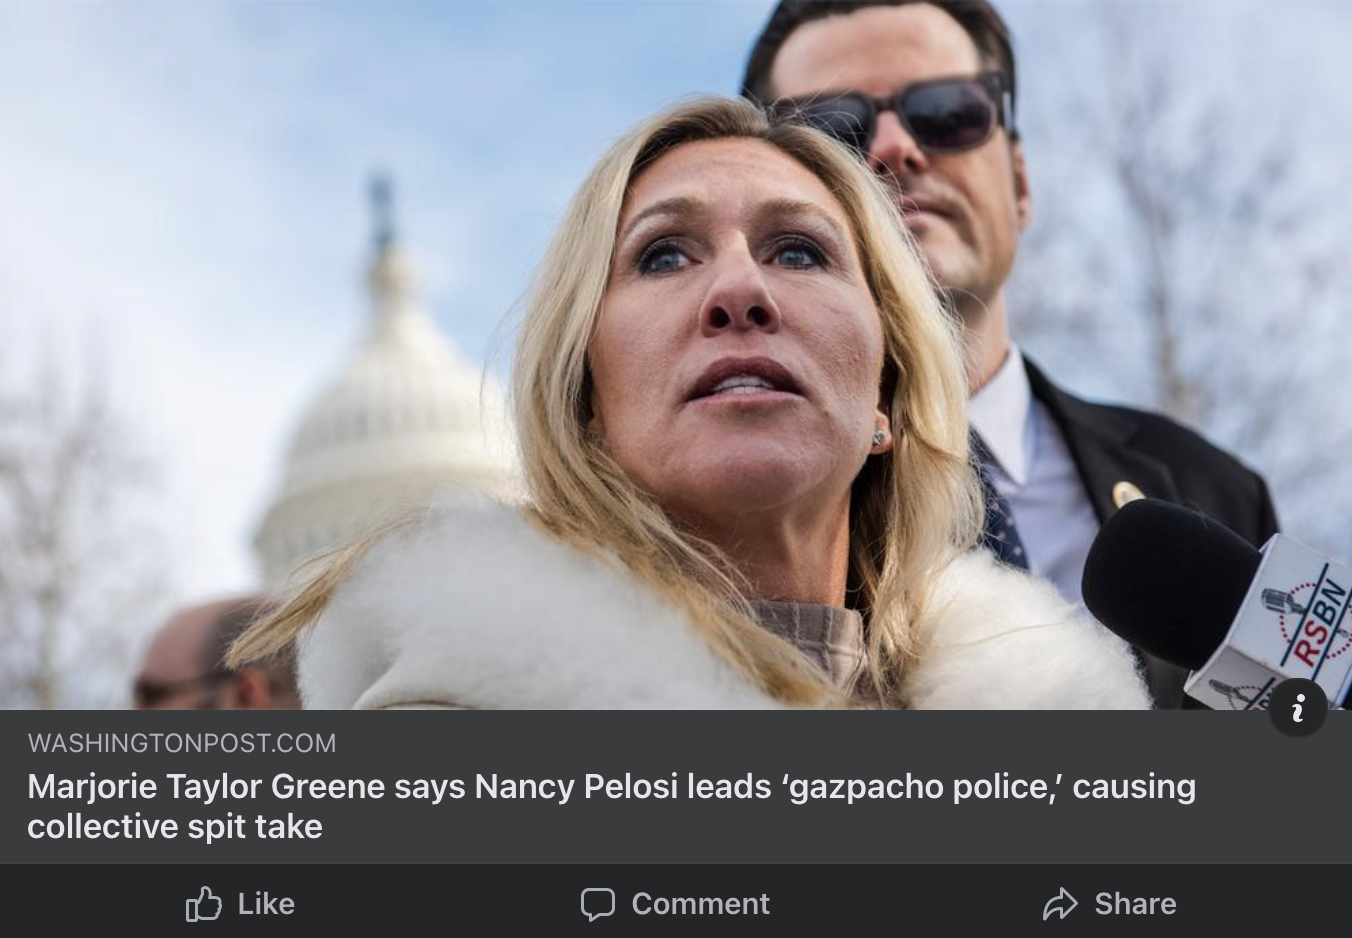 RSBN
WASHINGTONPOST.COM
Marjorie Taylor Greene says Nancy Pelosi leads ‘gazpacho police,’ causing
collective spit take
Like
Comment
Share